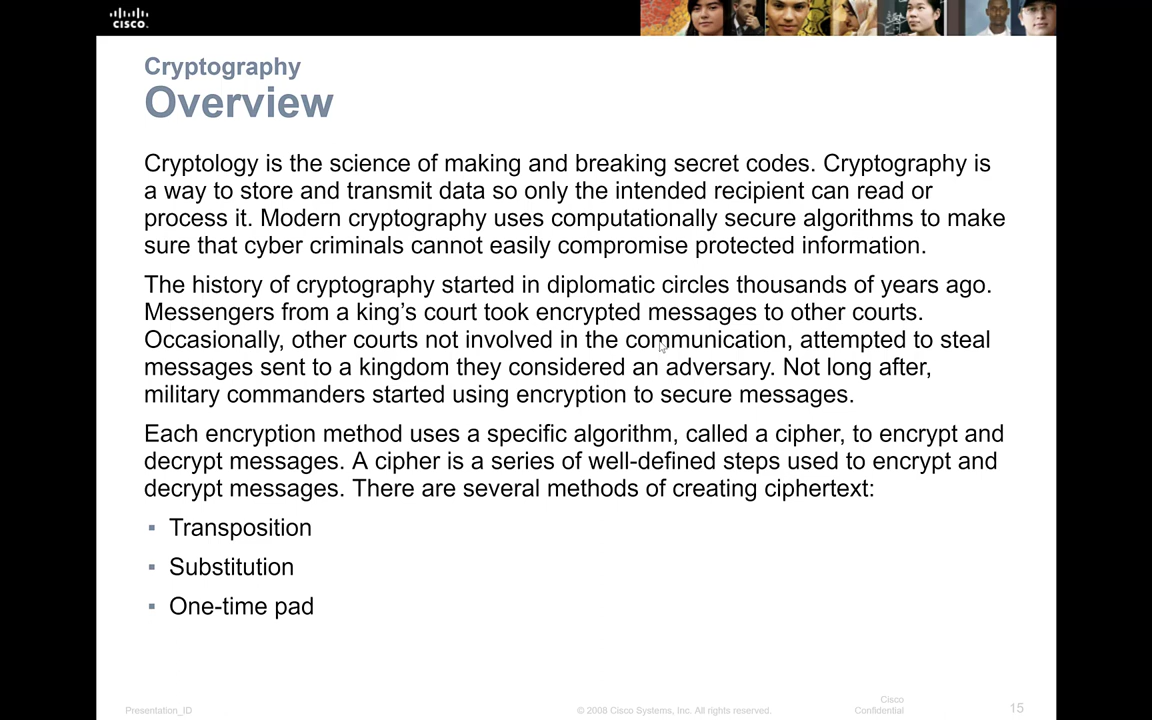 CISCO.
Cryptography
Overview
Cryptology is the science of making and breaking secret codes. Cryptography is
a way to store and transmit data so only the intended recipient can read or
process it. Modern cryptography uses computationally secure algorithms to make
sure that cyber criminals cannot easily compromise protected information.
The history of cryptography started in diplomatic circles thousands of years ago.
Messengers from a king’s court took encrypted messages to other courts.
Occasionally, other courts not involved in the communication, attempted to steal
messages sent to a kingdom they considered an adversary. Not long after,
military commanders started using encryption to secure messages.
Each encryption method uses a specific algorithm, called a cipher, to encrypt and
decrypt messages. A cipher is a series of well-defined steps used to encrypt and
decrypt messages. There are several methods of creating ciphertext:
▪ Transposition
▪ Substitution
▪ One-time pad
Presentation_ID
© 2008 Cisco Systems, Inc. All rights reserved.
Cisco
Confidential
15